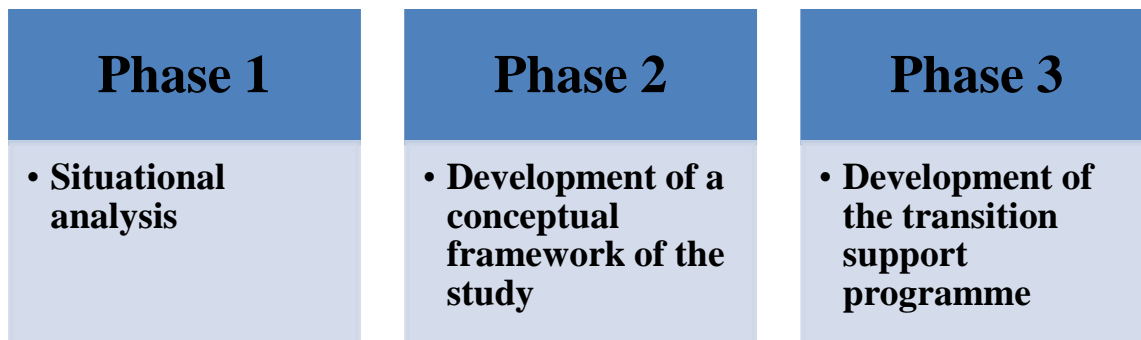 Phase 1
• Situational
analysis
Phase 2
• Development of a
conceptual
framework of the
study
Phase 3
• Development of
the transition
support
programme